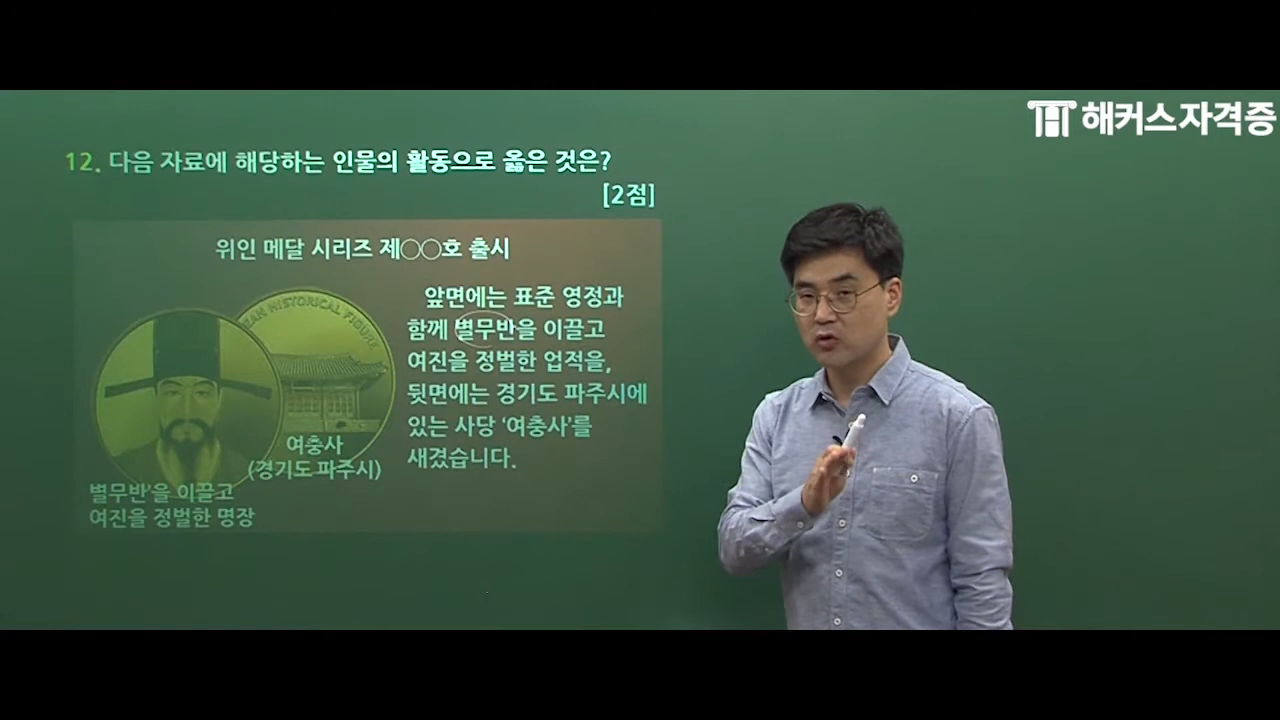 해커스자격증
12. 다음 자료에 해당하는 인물의 활동으로 옳은 것은?
[2점]
위인 메달 시리즈 제○○호 출시
앞면에는 표준 영정과
함께 별무반을 이끌고
여진을 정벌한 업적을,
뒷면에는 경기도 파주시에
있는 사당 ‘여충사’를
새겼습니다.
HISTORICAL FIGURE
여충사
(경기도 파주시)
별무반을 이끌고
여진을 정벌한 명장